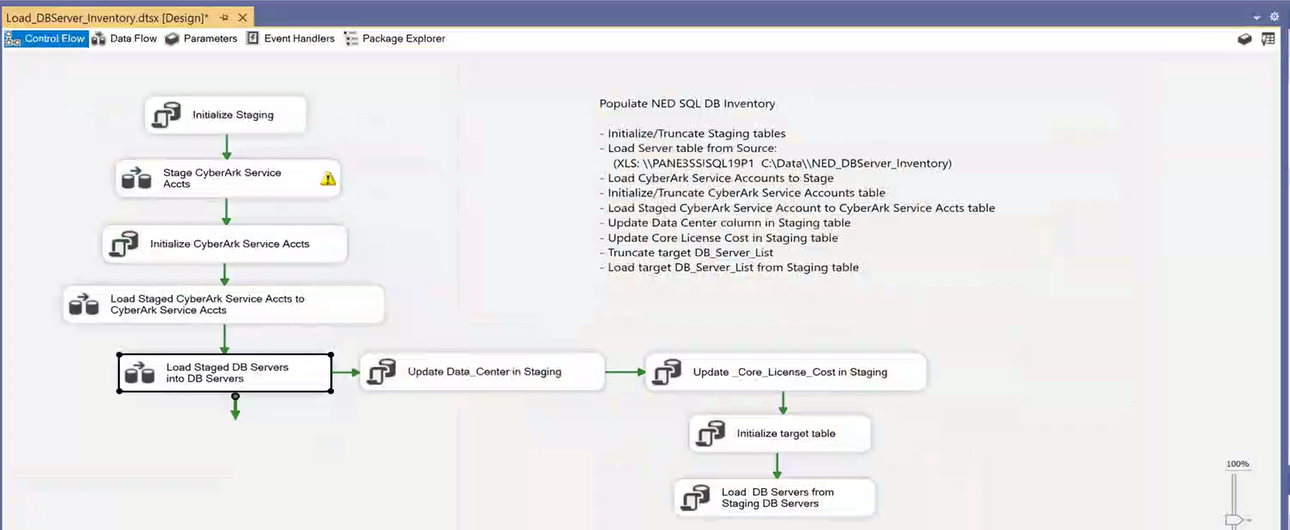 Load_DBServer_Inventory.dtsx [Design]*
Control Flow
Data Flow
Parameters
Event Handlers
Package Explorer
Initialize Staging
Stage CyberArk Service
Accts
Initialize CyberArk Service Accts
Load Staged CyberArk Service Accts to
CyberArk Service Accts
Load Staged DB Servers
into DB Servers
Update Data_Center in Staging
Update _Core_License_Cost in Staging
Initialize target table
Load  DB Servers from
Staging DB Servers
Populate NED SQL DB Inventory
- Initialize/Truncate Staging tables
- Load Server table from Source:
(XLS: \\PANE3SSISQL19P1  C:\Data\\NED_DBServer_Inventory)
- Load CyberArk Service Accounts to Stage
- Initialize/Truncate CyberArk Service Accounts table
- Load Staged CyberArk Service Account to CyberArk Service Accts table
- Update Data Center column in Staging table
- Update Core License Cost in Staging table
- Truncate target DB_Server_List
- Load target DB_Server_List from Staging table
100%